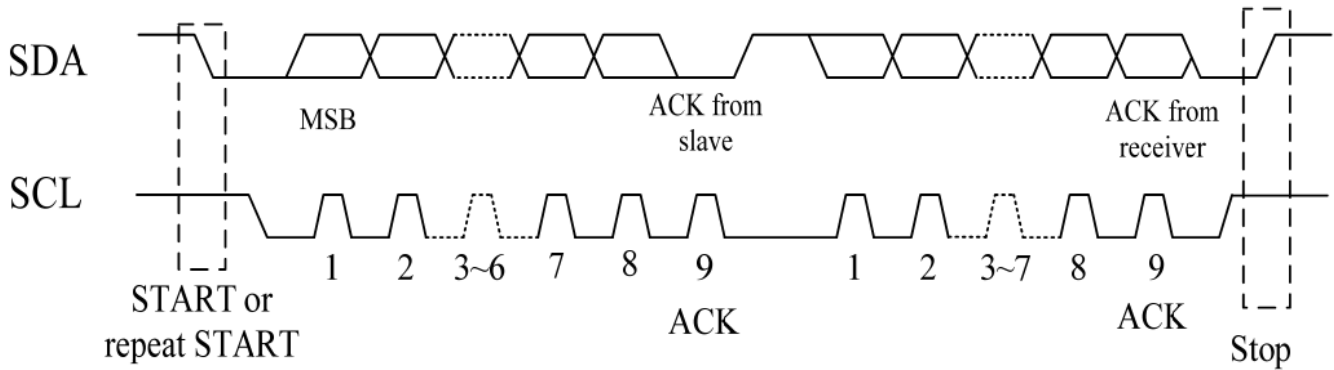 SDA
MSB
ACK from
slave
ACK from
receiver
SCL
1 2 3~6 7 8 9 1 2 3~7 8 9
START or
repeat START
ACK
ACK
Stop